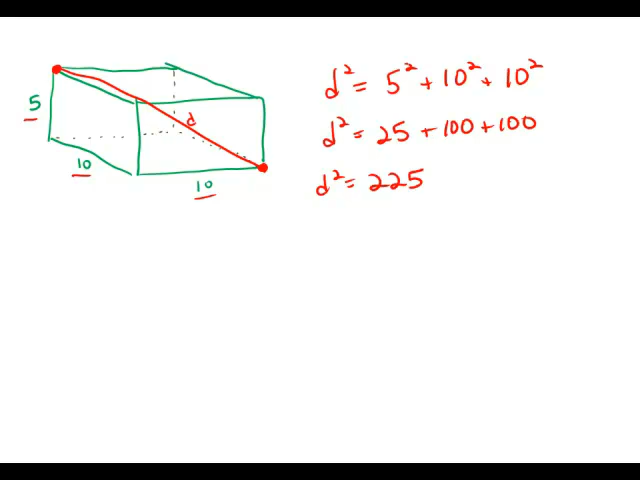 5
10
10
d
d² = 5² + 10² + 10²
d² = 25 + 100 + 100
d² = 225